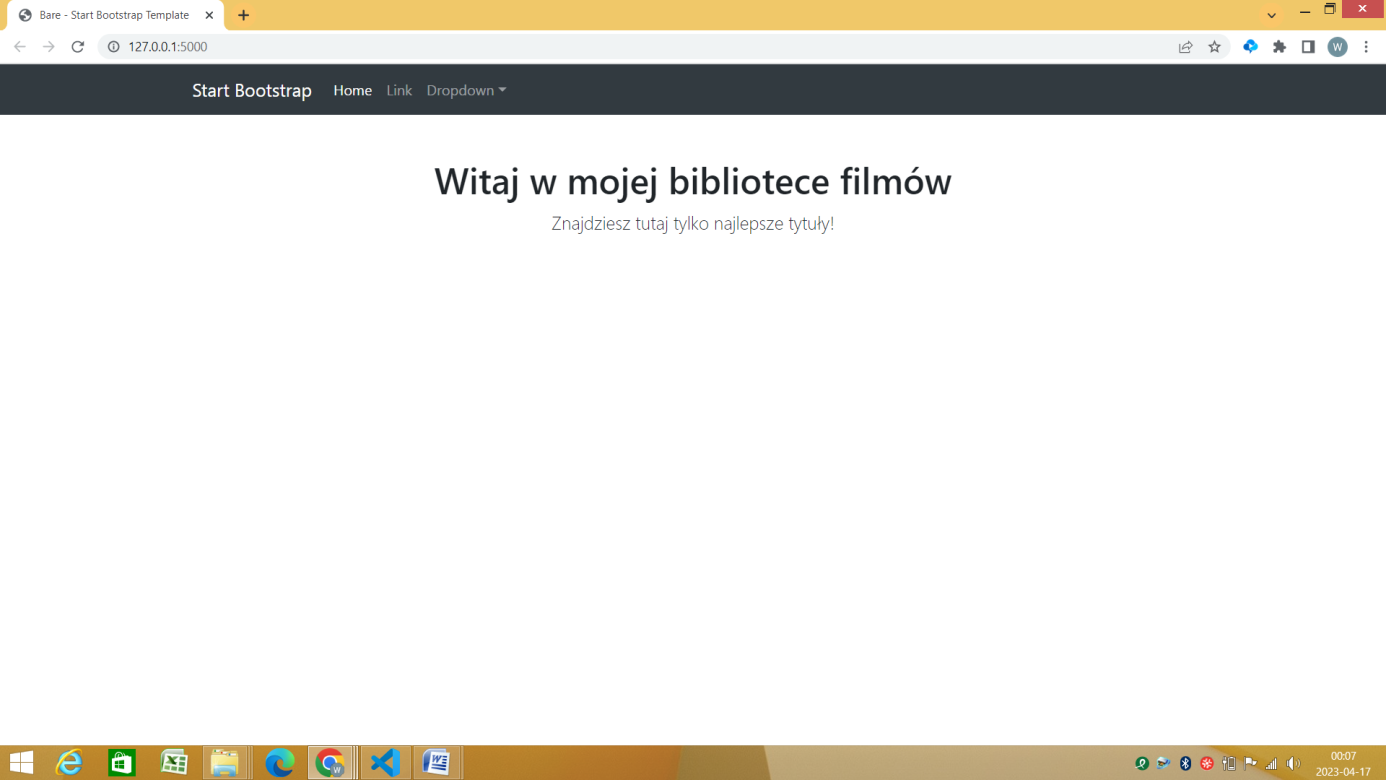 Bare - Start Bootstrap Template
127.0.0.1:5000
W
Start Bootstrap Home Link Dropdown
Witaj w mojej bibliotece filmów
Znajdziesz tutaj tylko najlepsze tytuły!
00:07
2023-04-17